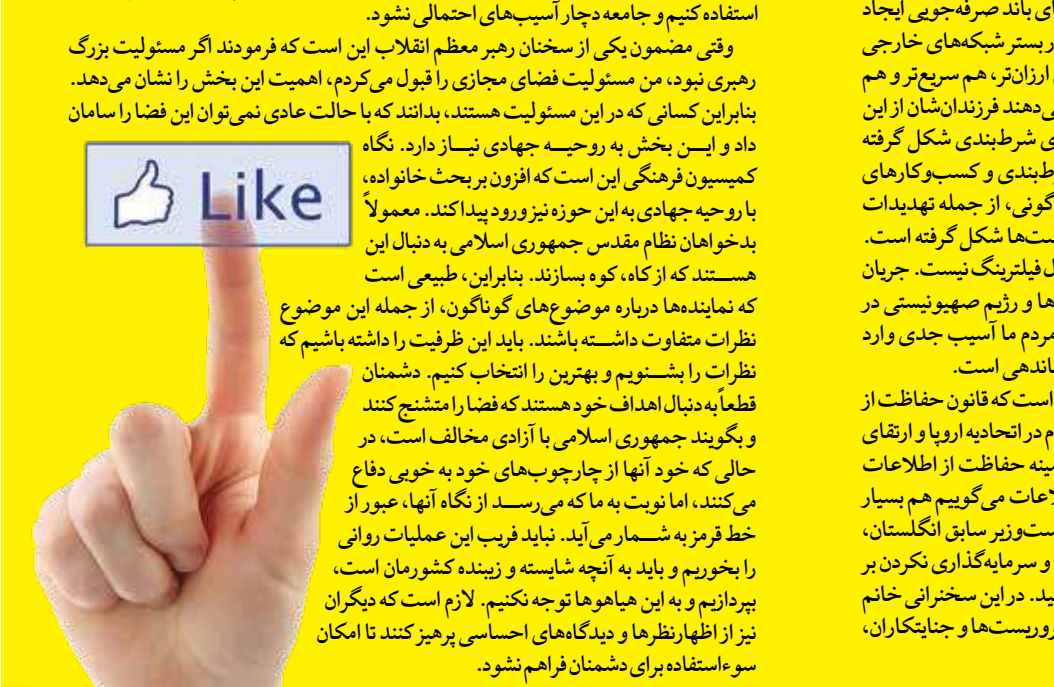 ای باند صرفه‌جویی ایجاد
ر بستر شبکه‌های خارجی
ارزان‌تر، هم سریع‌تر و هم
ی‌دهند فرزندان‌شان از این
ی شرط‌بندی شکل گرفته
ط‌بندی و کسب‌وکارهای
گونی، از جمله تهدیدات
ست‌ها شکل گرفته است.
ل فیلترینگ نیست. جریان
ها و رژیم صهیونیستی در
مردم ما آسیب جدی وارد
اندهی است.
است که قانون حفاظت از
م در اتحادیه اروپا و ارتقای
مینه حفاظت از اطلاعات
لاعات می‌گوییم هم بسیار
ست‌وزیر سابق انگلستان،
و سرمایه‌گذاری نکردن بر
ید. در این سخنرانی خانم
روریست‌ها و جنایتکاران،
استفاده کنیم و جامعه دچار آسیب‌های احتمالی نشود.
وقتی مضمون یکی از سخنان رهبر معظم انقلاب این است که فرمودند اگر مسئولیت بزرگ
رهبری نبود، من مسئولیت فضای مجازی را قبول می‌کردم، اهمیت این بخش را نشان می‌دهد.
بنابراین کسانی که در این مسئولیت هستند، بدانند که با حالت عادی نمی‌توان این فضا را سامان
داد و ایــن بخش به روحیــه جهادی نیــاز دارد. نگاه
کمیسیون فرهنگی این است که افزون بر بحث خانواده،
با روحیه جهادی به این حوزه نیز ورود پیدا کند. معمولاً
بدخواهان نظام مقدس جمهوری اسلامی به دنبال این
هســتند که از کاه، کوه بسازند. بنابراین، طبیعی است
که نماینده‌ها درباره موضوع‌های گوناگون، از جمله این موضوع
نظرات متفاوت داشــته باشند. باید این ظرفیت را داشته باشیم که
نظرات را بشــنویم و بهترین را انتخاب کنیم. دشمنان
قطعاً به دنبال اهداف خود هستند که فضا را متشنج کنند
و بگویند جمهوری اسلامی با آزادی مخالف است، در
حالی که خود آنها از چارچوب‌های خود به خوبی دفاع
می‌کنند، اما نوبت به ما که می‌رســد از نگاه آنها، عبور از
خط قرمز به شــمار می‌آید. نباید فریب این عملیات روانی
را بخوریم و باید به آنچه شایسته و زیبنده کشورمان است،
بپردازیم و به این هیاهوها توجه نکنیم. لازم است که دیگران
نیز از اظهارنظرها و دیدگاه‌های احساسی پرهیز کنند تا امکان
سوءاستفاده برای دشمنان فراهم نشود.
Like